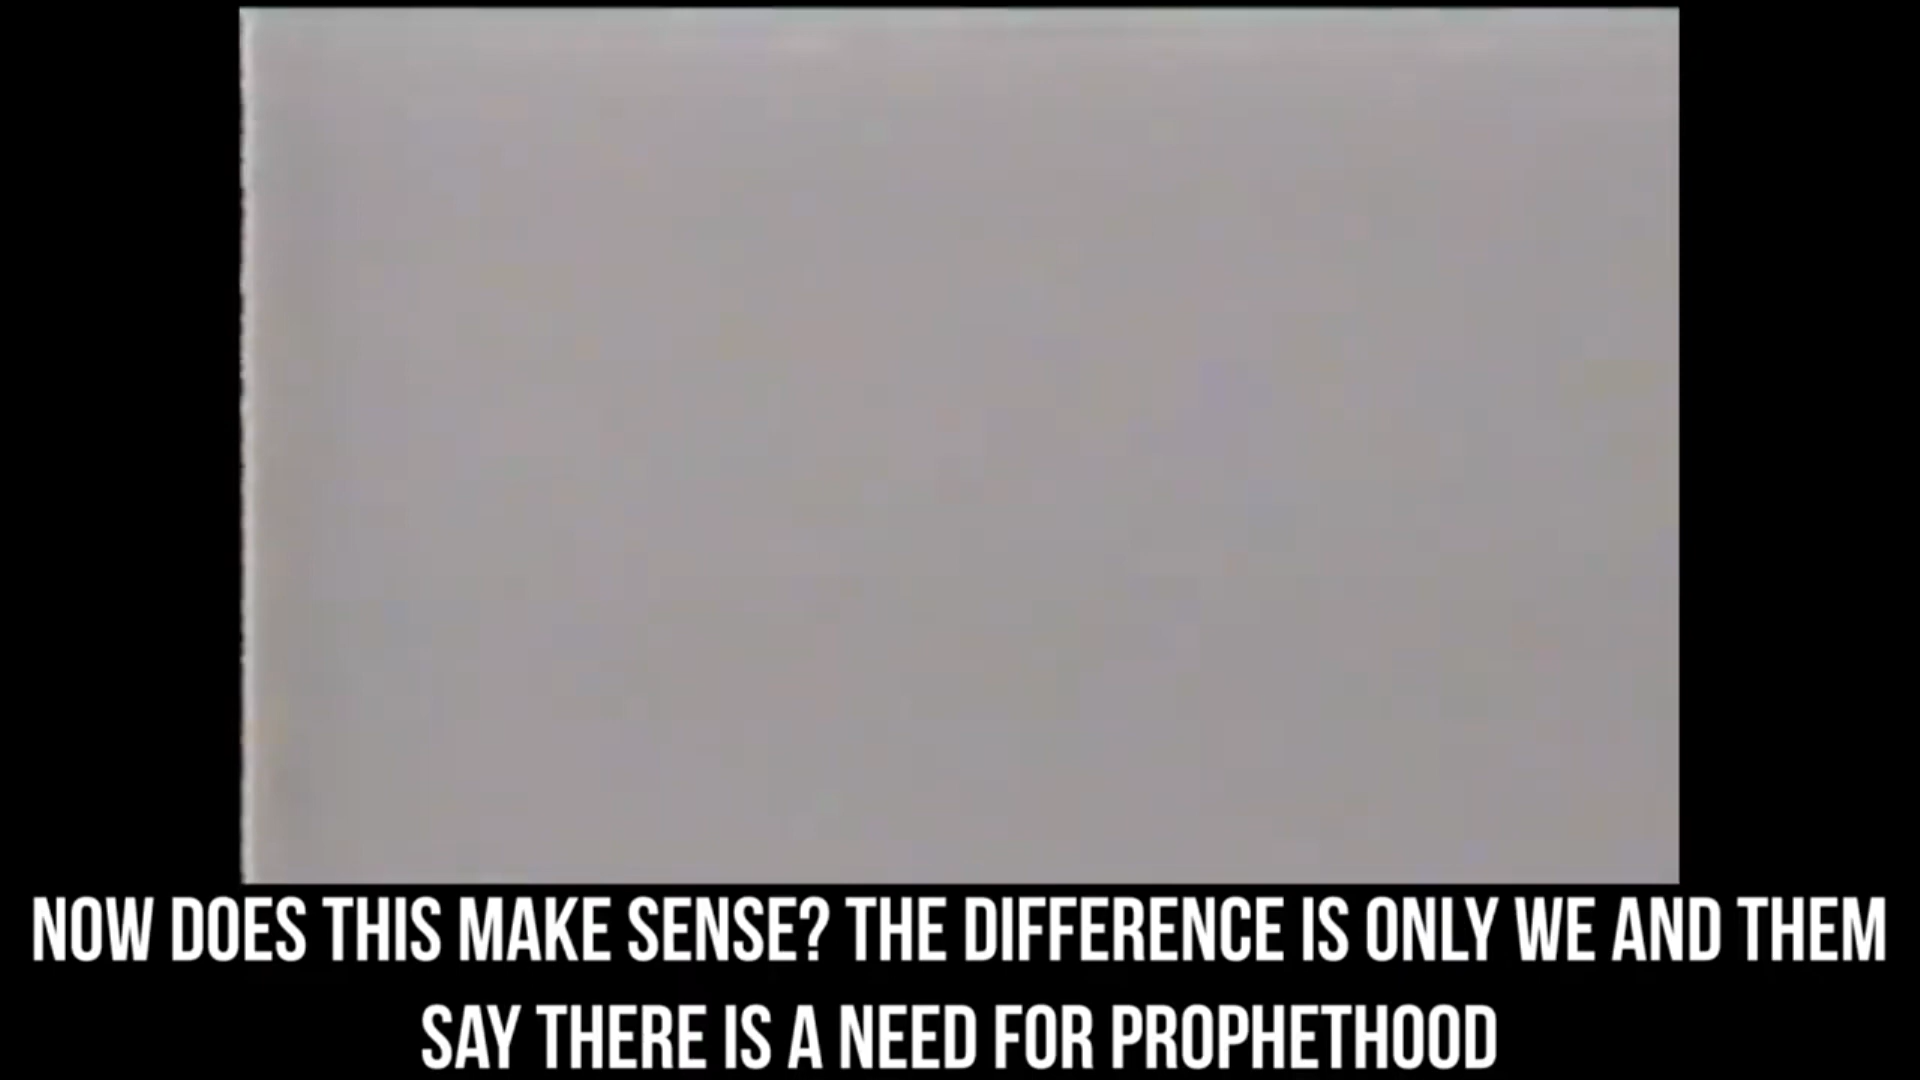 NOW DOES THIS MAKE SENSE? THE DIFFERENCE IS ONLY WE AND THEM
SAY THERE IS A NEED FOR PROPHETHOOD